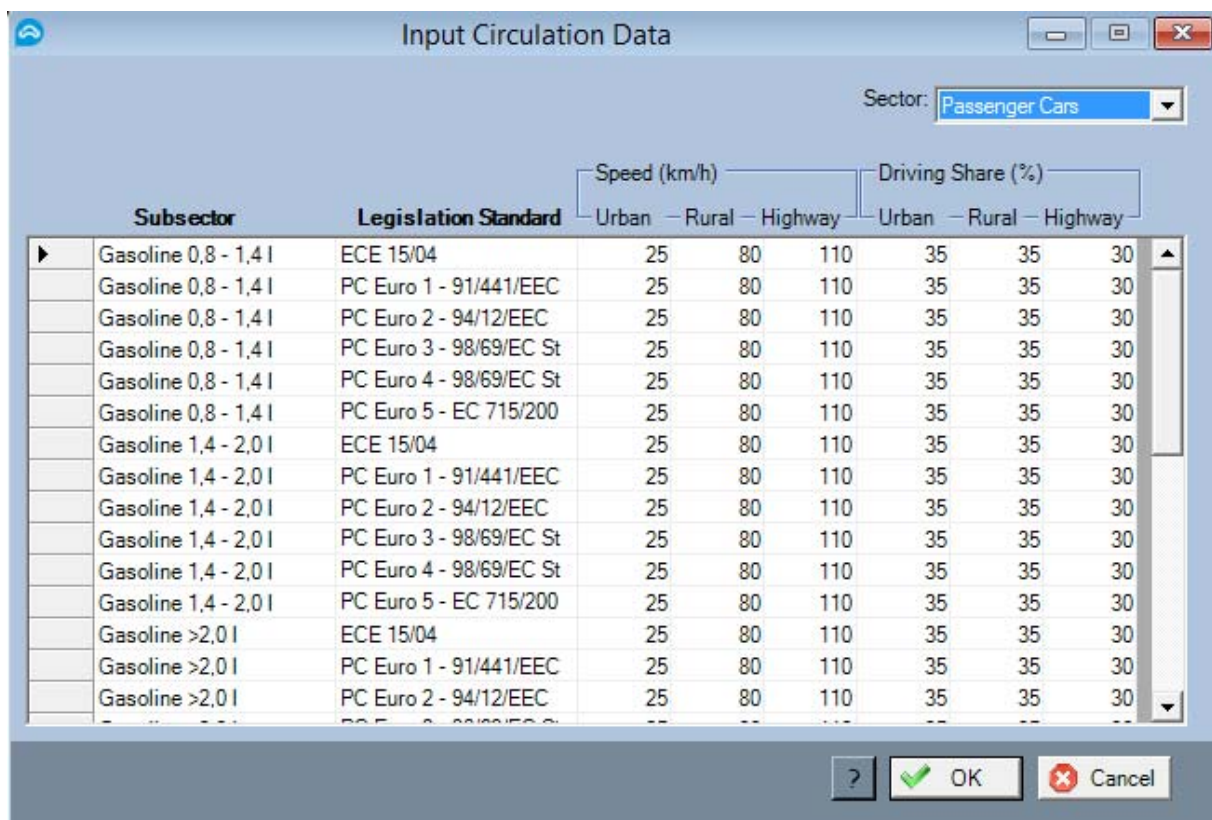 Input Circulation Data
Sector: Passenger Cars
Speed (km/h) Driving Share (%)
Subsector Legislation Standard Urban Rural Highway Urban Rural Highway
Gasoline 0,8 - 1,4 l ECE 15/04 25 80 110 35 35 30
Gasoline 0,8 - 1,4 l PC Euro 1 - 91/441/EEC 25 80 110 35 35 30
Gasoline 0,8 - 1,4 l PC Euro 2 - 94/12/EEC 25 80 110 35 35 30
Gasoline 0,8 - 1,4 l PC Euro 3 - 98/69/EC St 25 80 110 35 35 30
Gasoline 0,8 - 1,4 l PC Euro 4 - 98/69/EC St 25 80 110 35 35 30
Gasoline 0,8 - 1,4 l PC Euro 5 - EC 715/200 25 80 110 35 35 30
Gasoline 1,4 - 2,0 l ECE 15/04 25 80 110 35 35 30
Gasoline 1,4 - 2,0 l PC Euro 1 - 91/441/EEC 25 80 110 35 35 30
Gasoline 1,4 - 2,0 l PC Euro 2 - 94/12/EEC 25 80 110 35 35 30
Gasoline 1,4 - 2,0 l PC Euro 3 - 98/69/EC St 25 80 110 35 35 30
Gasoline 1,4 - 2,0 l PC Euro 4 - 98/69/EC St 25 80 110 35 35 30
Gasoline 1,4 - 2,0 l PC Euro 5 - EC 715/200 25 80 110 35 35 30
Gasoline >2,0 l ECE 15/04 25 80 110 35 35 30
Gasoline >2,0 l PC Euro 1 - 91/441/EEC 25 80 110 35 35 30
Gasoline >2,0 l PC Euro 2 - 94/12/EEC 25 80 110 35 35 30
? OK Cancel